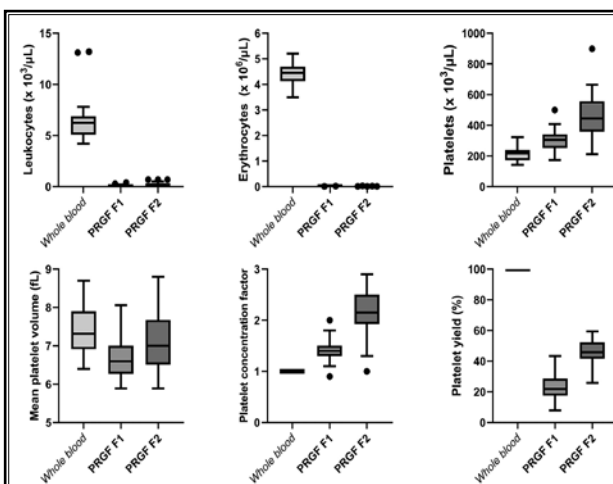 Leukocytes (x 10³/µL)
15
10
5
0
Whole blood
PRGF F1
PRGF F2
Erythrocytes (x 10⁶/µL)
6
4
2
0
Whole blood
PRGF F1
PRGF F2
Platelets (x 10³/µL)
1000
800
600
400
200
0
Whole blood
PRGF F1
PRGF F2
Mean platelet volume (fL)
9
8
7
6
5
Whole blood
PRGF F1
PRGF F2
Platelet concentration factor
3
2
1
0
Whole blood
PRGF F1
PRGF F2
Platelet yield (%)
100
80
60
40
20
0
Whole blood
PRGF F1
PRGF F2